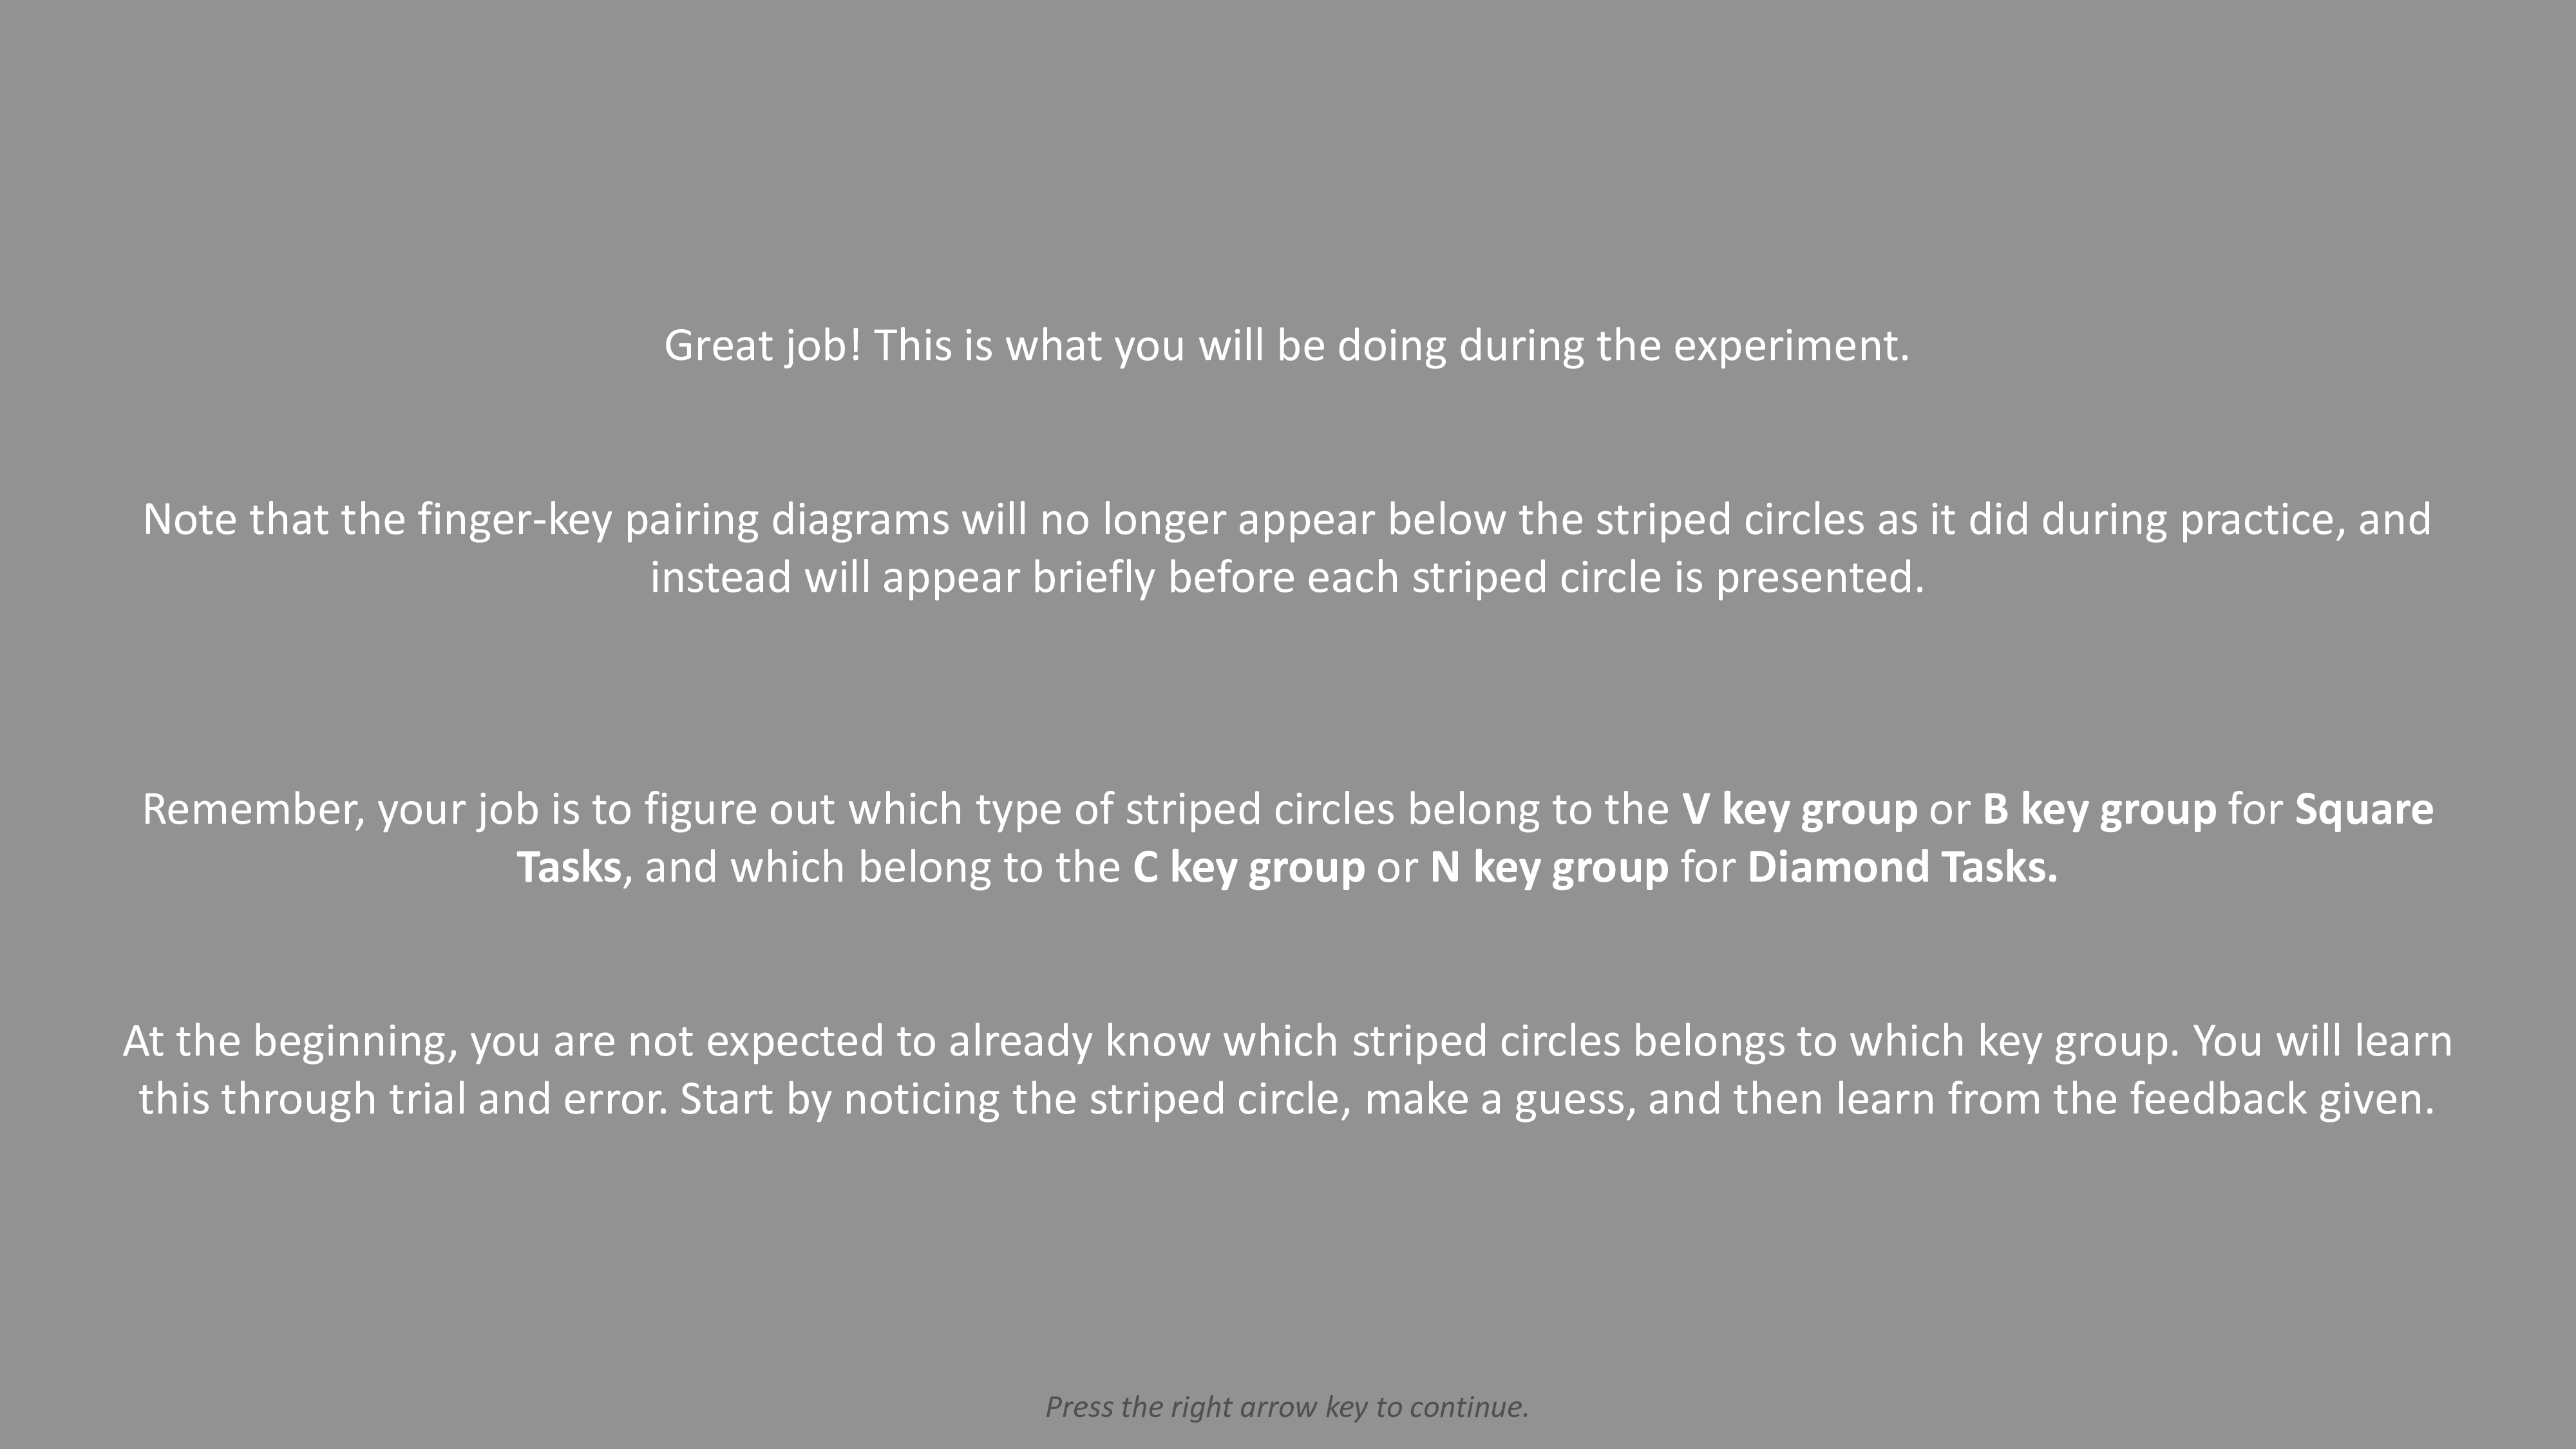 Great job! This is what you will be doing during the experiment.
Note that the finger-key pairing diagrams will no longer appear below the striped circles as it did during practice, and
instead will appear briefly before each striped circle is presented.
Remember, your job is to figure out which type of striped circles belong to the V key group or B key group for Square
Tasks, and which belong to the C key group or N key group for Diamond Tasks.
At the beginning, you are not expected to already know which striped circles belongs to which key group. You will learn
this through trial and error. Start by noticing the striped circle, make a guess, and then learn from the feedback given.
Press the right arrow key to continue.